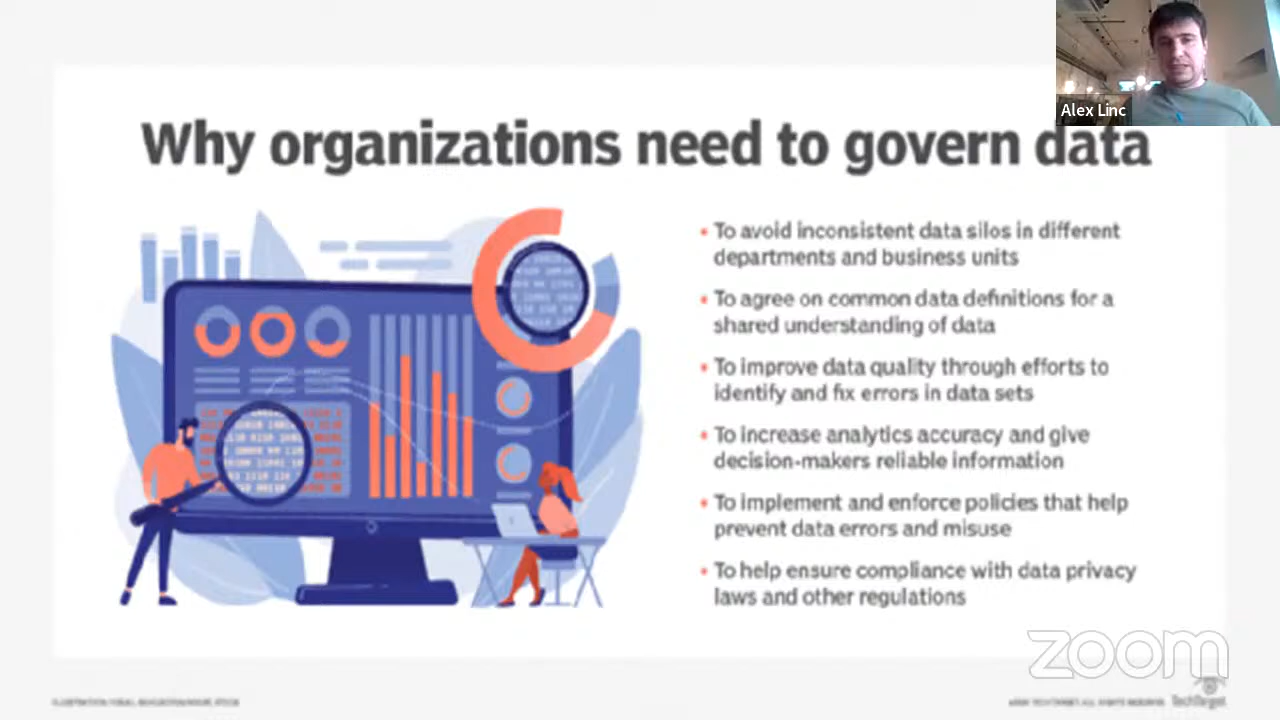 Alex Linc
Why organizations need to govern data
• To avoid inconsistent data silos in different
departments and business units
• To agree on common data definitions for a
shared understanding of data
• To improve data quality through efforts to
identify and fix errors in data sets
• To increase analytics accuracy and give
decision-makers reliable information
• To implement and enforce policies that help
prevent data errors and misuse
• To help ensure compliance with data privacy
laws and other regulations
zoom
TechTarget